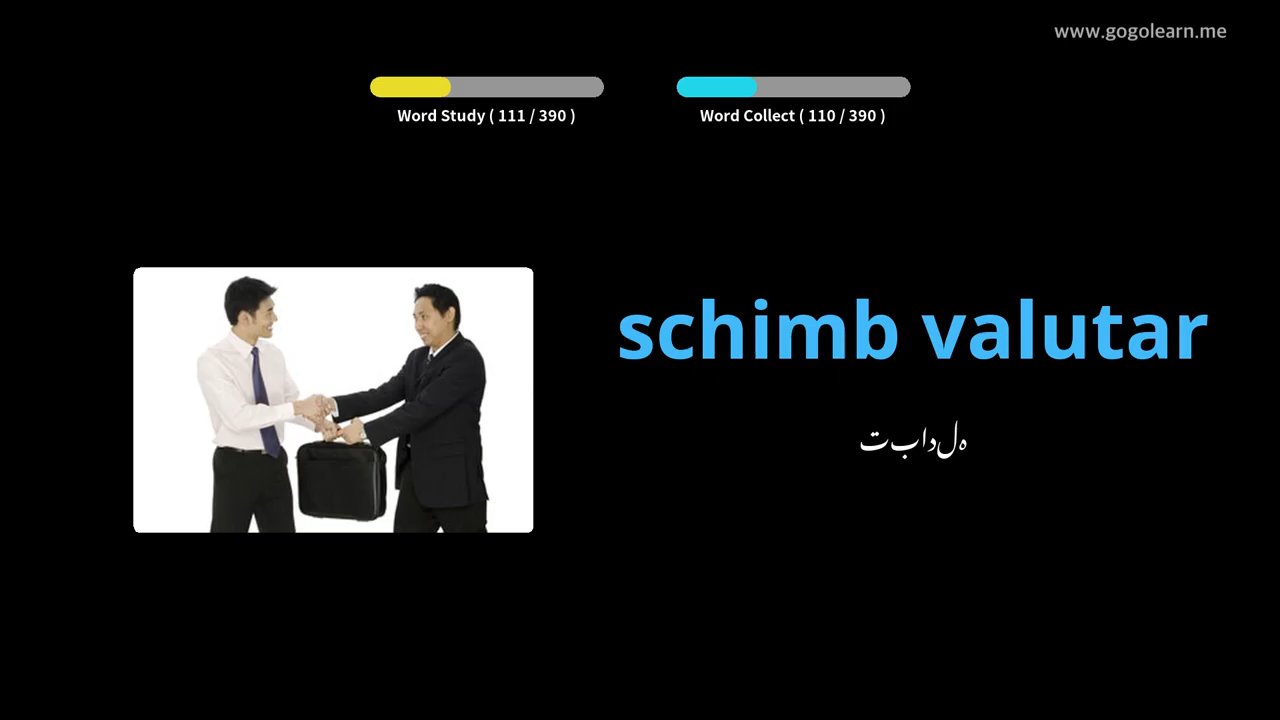 www.gogolearn.me
Word Study ( 111 / 390 )
Word Collect ( 110 / 390 )
schimb valutar
تبادلہ